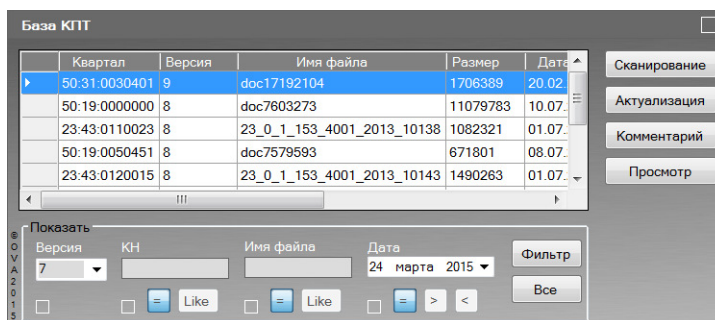 База КПТ
Квартал Версия Имя файла Размер Дата
50:31:0030401 9 doc17192104 1706389 20.02.
50:19:0000000 8 doc7603273 11079783 10.07.
23:43:0110023 8 23_0_1_153_4001_2013_10138 1082321 01.07.
50:19:0050451 8 doc7579593 671801 08.07.
23:43:0120015 8 23_0_1_153_4001_2013_10143 1490263 01.07.
Сканирование
Актуализация
Комментарий
Просмотр
Показать
Версия КН Имя файла Дата
7 24 марта 2015
= Like = Like = > <
Фильтр
Все
©OVA2015